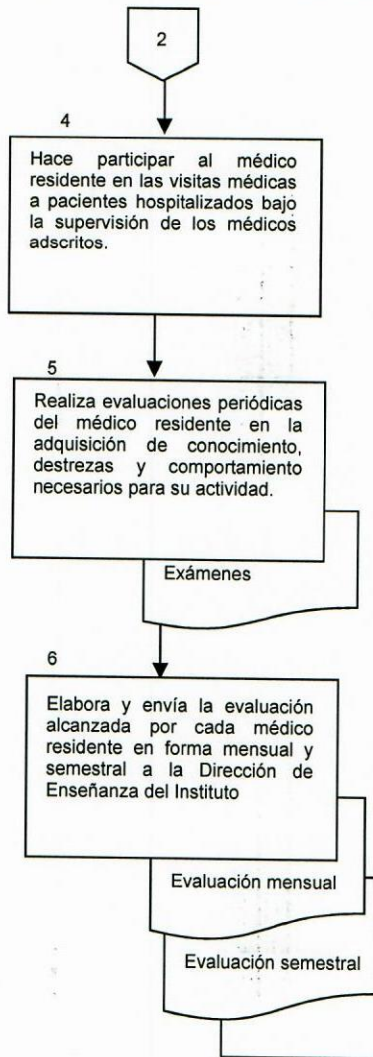 2
4
Hace participar al médico
residente en las visitas médicas
a pacientes hospitalizados bajo
la supervisión de los médicos
adscritos.
5
Realiza evaluaciones periódicas
del médico residente en la
adquisición de conocimiento,
destrezas y comportamiento
necesarios para su actividad.
Exámenes
6
Elabora y envía la evaluación
alcanzada por cada médico
residente en forma mensual y
semestral a la Dirección de
Enseñanza del Instituto
Evaluación mensual
Evaluación semestral